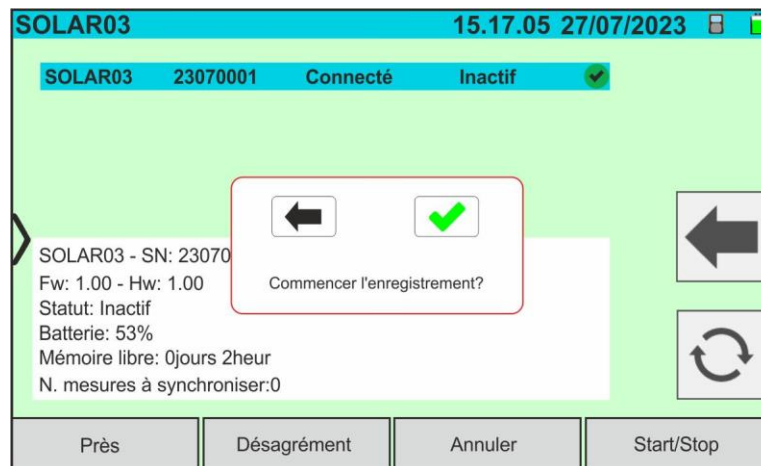 SOLAR03 15.17.05 27/07/2023
SOLAR03 23070001 Connecté Inactif
Commencer l'enregistrement?
SOLAR03 - SN: 23070
Fw: 1.00 - Hw: 1.00
Statut: Inactif
Batterie: 53%
Mémoire libre: 0jours 2heur
N. mesures à synchroniser:0
Près Désagrément Annuler Start/Stop